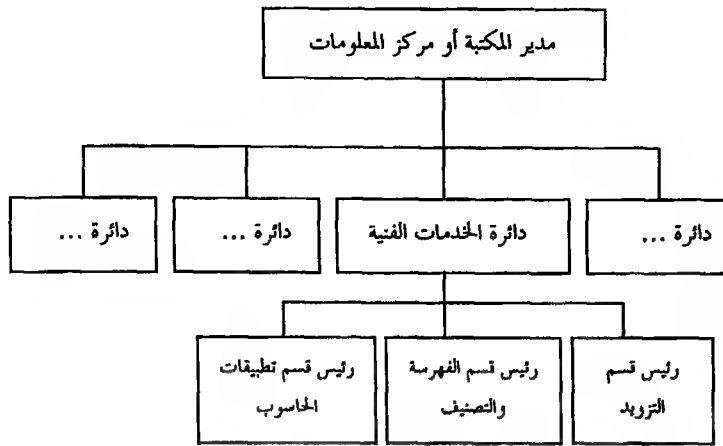 مدير المكتبة أو مركز المعلومات
دائرة ...
دائرة الخدمات الفنية
دائرة ...
دائرة ...
رئيس قسم
التزويد
رئيس قسم الفهرسة
والتصنيف
رئيس قسم تطبيقات
الحاسوب